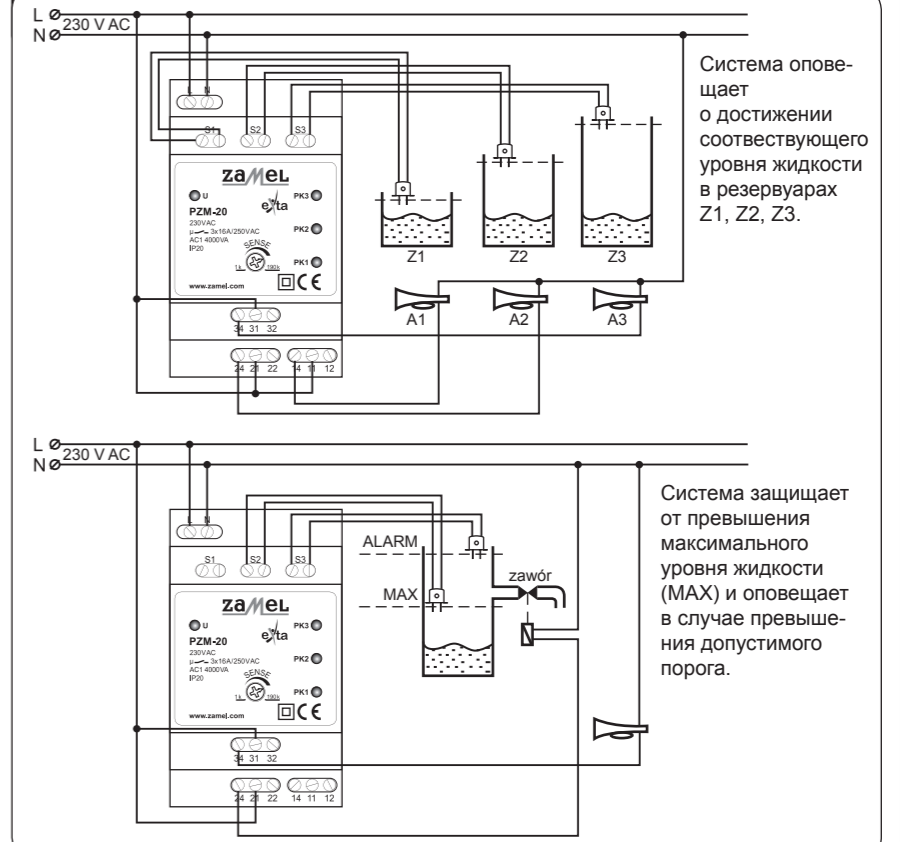 L
230 V AC
N
Система опове-
щает
о достижении
соотвествующего
уровня жидкости
в резервуарах
Z1, Z2, Z3.
L N
S1 S2 S3
zaMEL
U
exta
PK3
PZM-20
230VAC
µ 3x16A/250VAC
AC1 4000VA
IP20
PK2
SENSE
1k 190k
PK1
www.zamel.com
CE
Z1 Z2 Z3
A1 A2 A3
34 31 32
24 21 22 14 11 12
L
230 V AC
N
Система защищает
от превышения
максимального
уровня жидкости
(MAX) и оповещает
в случае превыше-
ния допустимого
порога.
L N
S1 S2 S3
ALARM
MAX
zawór
zaMEL
U
exta
PK3
PZM-20
230VAC
µ 3x16A/250VAC
AC1 4000VA
IP20
PK2
SENSE
1k 190k
PK1
www.zamel.com
CE
34 31 32
24 21 22 14 11 12